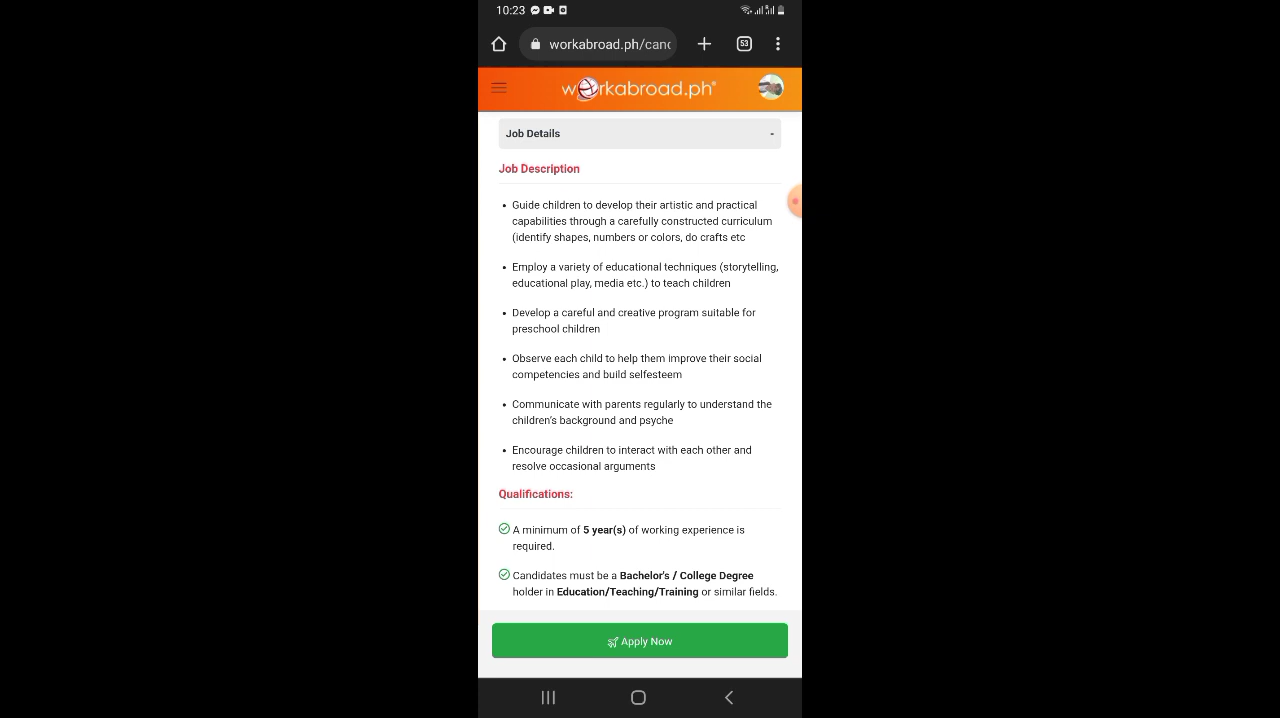 10:23
workabroad.ph/canc
53
workabroad.ph®
Job Details -
Job Description
• Guide children to develop their artistic and practical
capabilities through a carefully constructed curriculum
(identify shapes, numbers or colors, do crafts etc
• Employ a variety of educational techniques (storytelling,
educational play, media etc.) to teach children
• Develop a careful and creative program suitable for
preschool children
• Observe each child to help them improve their social
competencies and build selfesteem
• Communicate with parents regularly to understand the
children's background and psyche
• Encourage children to interact with each other and
resolve occasional arguments
Qualifications:
A minimum of 5 year(s) of working experience is
required.
Candidates must be a Bachelor's / College Degree
holder in Education/Teaching/Training or similar fields.
Apply Now